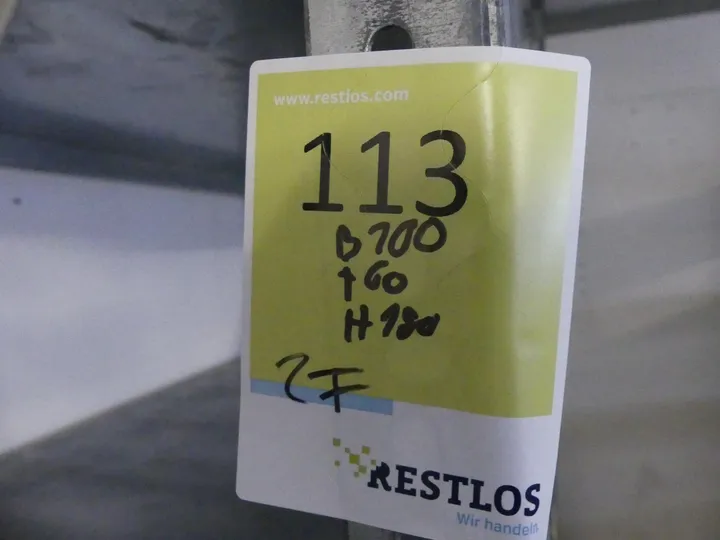 www.restlos.com
113
B 100
T 60
H 180
2F
RESTLOS
Wir handeln.